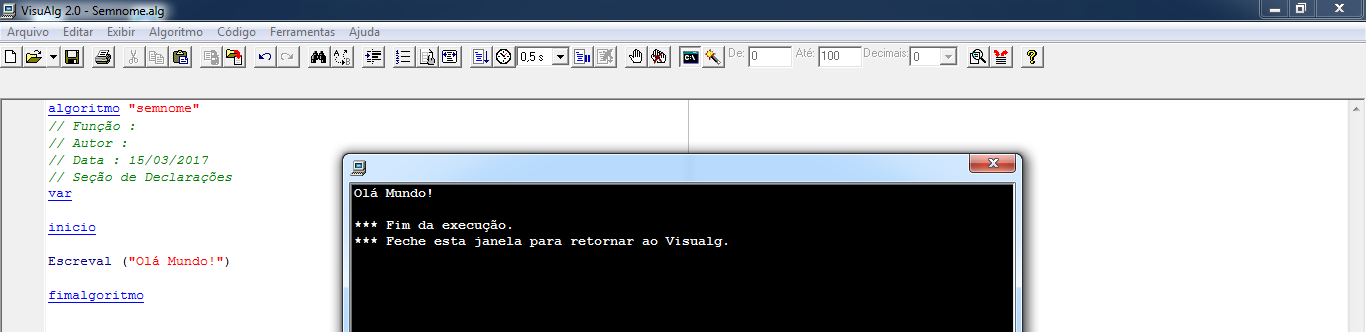 VisuAlg 2.0 - Semnome.alg
Arquivo Editar Exibir Algoritmo Código Ferramentas Ajuda
0,5 s De: 0 Até: 100 Decimais: 0
algoritmo "semnome"
// Função :
// Autor :
// Data : 15/03/2017
// Seção de Declarações
var
inicio
Escreval ("Olá Mundo!")
fimalgoritmo
Olá Mundo!
*** Fim da execução.
*** Feche esta janela para retornar ao Visualg.